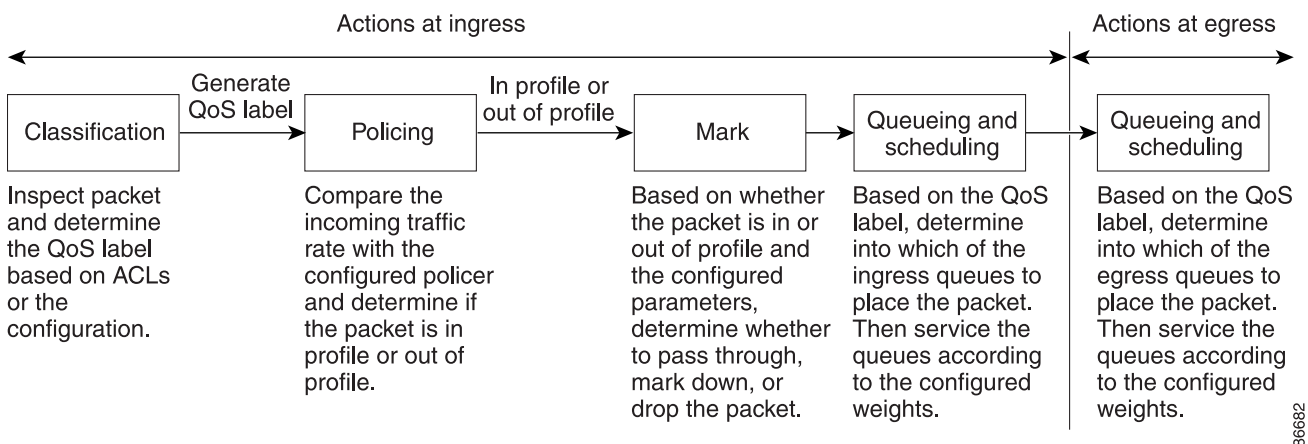 Actions at ingress
Actions at egress
Generate
QoS label
In profile or
out of profile
Classification
Policing
Mark
Queueing and
scheduling
Queueing and
scheduling
Inspect packet
and determine
the QoS label
based on ACLs
or the
configuration.
Compare the
incoming traffic
rate with the
configured policer
and determine if
the packet is in
profile or out of
profile.
Based on whether
the packet is in or
out of profile and
the configured
parameters,
determine whether
to pass through,
mark down, or
drop the packet.
Based on the QoS
label, determine
into which of the
ingress queues to
place the packet.
Then service the
queues according
to the configured
weights.
Based on the QoS
label, determine
into which of the
egress queues to
place the packet.
Then service the
queues according
to the configured
weights.